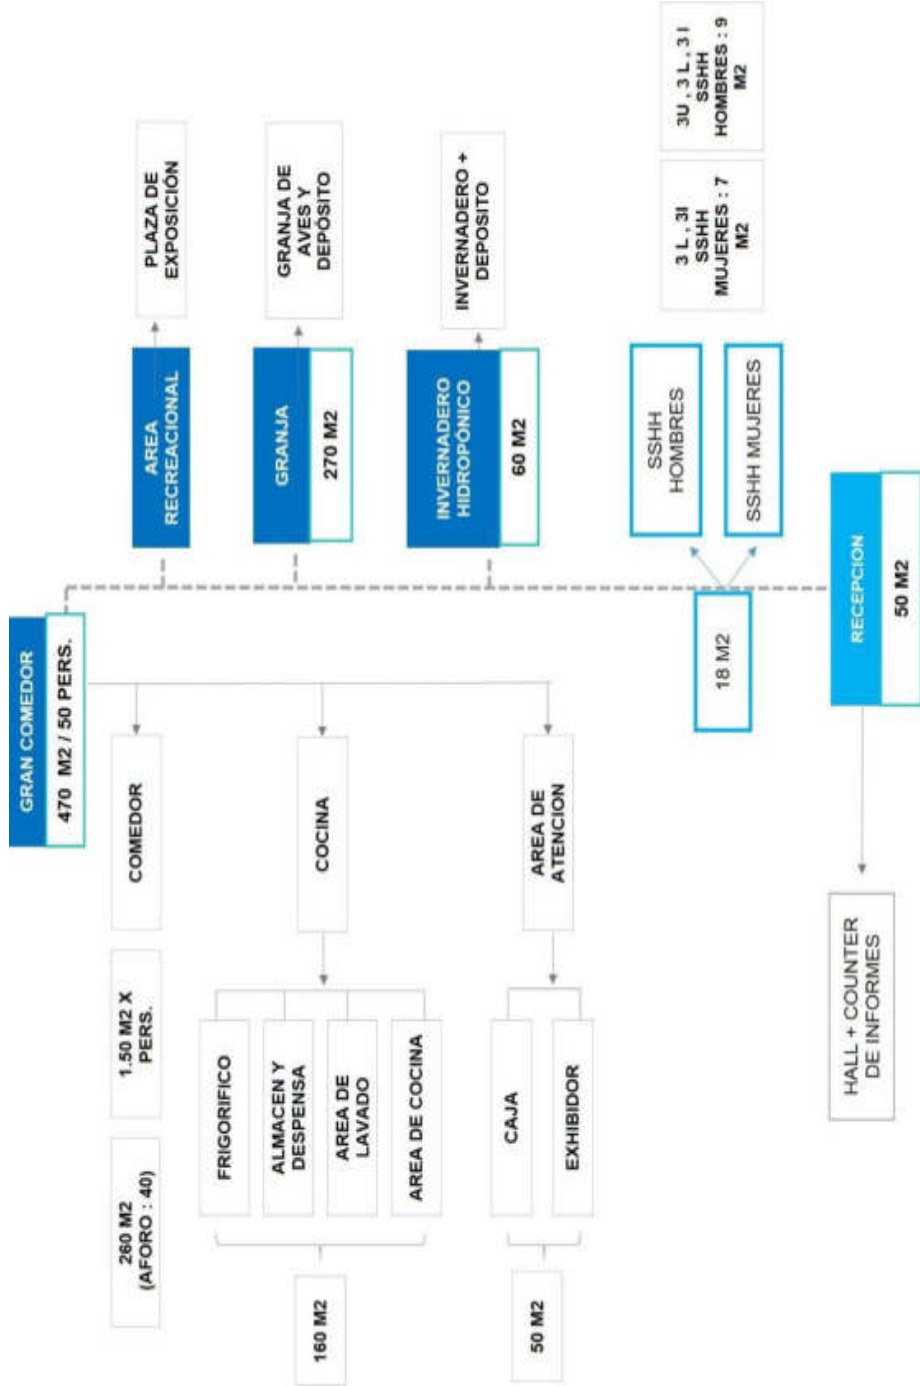 GRAN COMEDOR
470 M2 / 50 PERS.
COMEDOR
1.50 M2 X
PERS.
260 M2
(AFORO : 40)
COCINA
FRIGORIFICO
ALMACEN Y
DESPENSA
AREA DE
LAVADO
AREA DE COCINA
160 M2
AREA DE
ATENCION
CAJA
EXHIBIDOR
50 M2
AREA
RECREACIONAL
PLAZA DE
EXPOSICIÓN
GRANJA
270 M2
GRANJA DE
AVES Y
DEPÓSITO
INVERNADERO
HIDROPÓNICO
60 M2
INVERNADERO +
DEPOSITO
18 M2
SSHH
HOMBRES
SSHH MUJERES
3U , 3 L , 3 I
SSHH
HOMBRES : 9
M2
3 L , 3I
SSHH
MUJERES : 7
M2
RECEPCION
50 M2
HALL + COUNTER
DE INFORMES